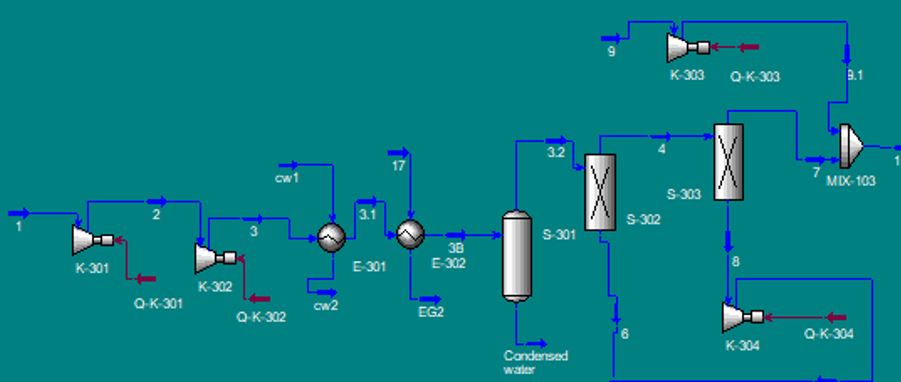 9
K-303
Q-K-303
9.1
3.2
4
7
MIX-103
1
cw1
17
S-303
1
2
3
3.1
3B
S-301
S-302
K-301
E-301
E-302
K-302
8
Q-K-301
cw2
EG2
Q-K-302
6
K-304
Q-K-304
Condensed
water